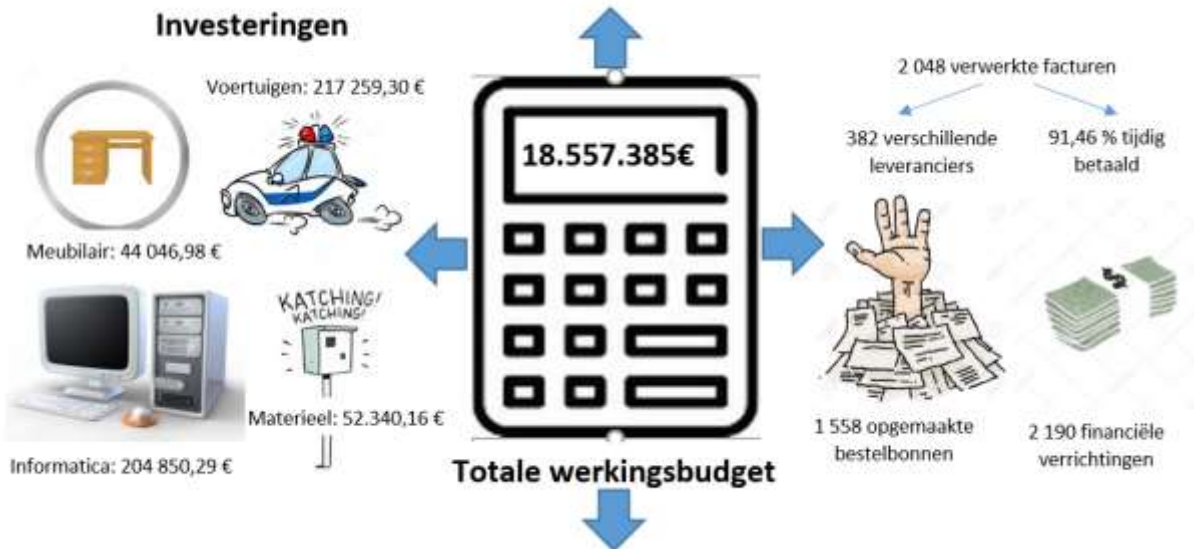 Investeringen
Voertuigen: 217 259,30 €
Meubilair: 44 046,98 €
KATCHING!
KATCHING!
Materieel: 52.340,16 €
Informatica: 204 850,29 €
18.557.385€
Totale werkingsbudget
2 048 verwerkte facturen
382 verschillende
leveranciers
91,46 % tijdig
betaald
$
1 558 opgemaakte
bestelbonnen
2 190 financiële
verrichtingen